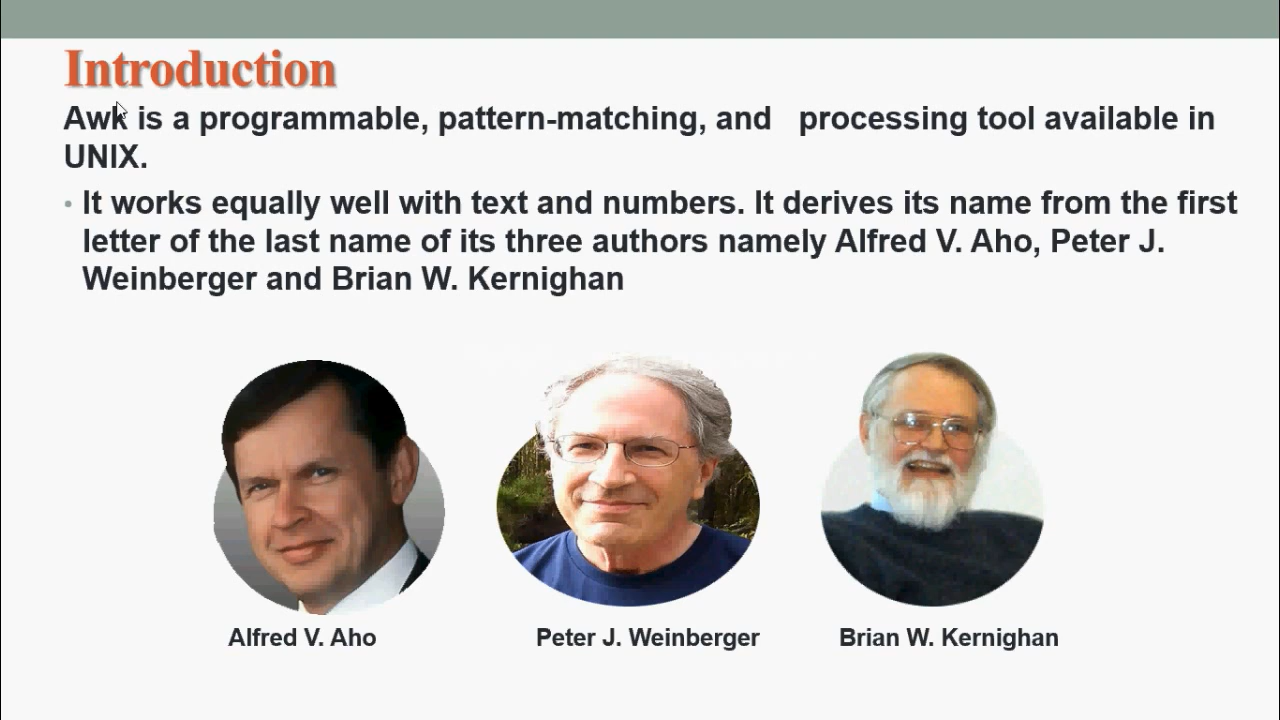 Introduction
Awk is a programmable, pattern-matching, and   processing tool available in
UNIX.
• It works equally well with text and numbers. It derives its name from the first
letter of the last name of its three authors namely Alfred V. Aho, Peter J.
Weinberger and Brian W. Kernighan
Alfred V. Aho
Peter J. Weinberger
Brian W. Kernighan